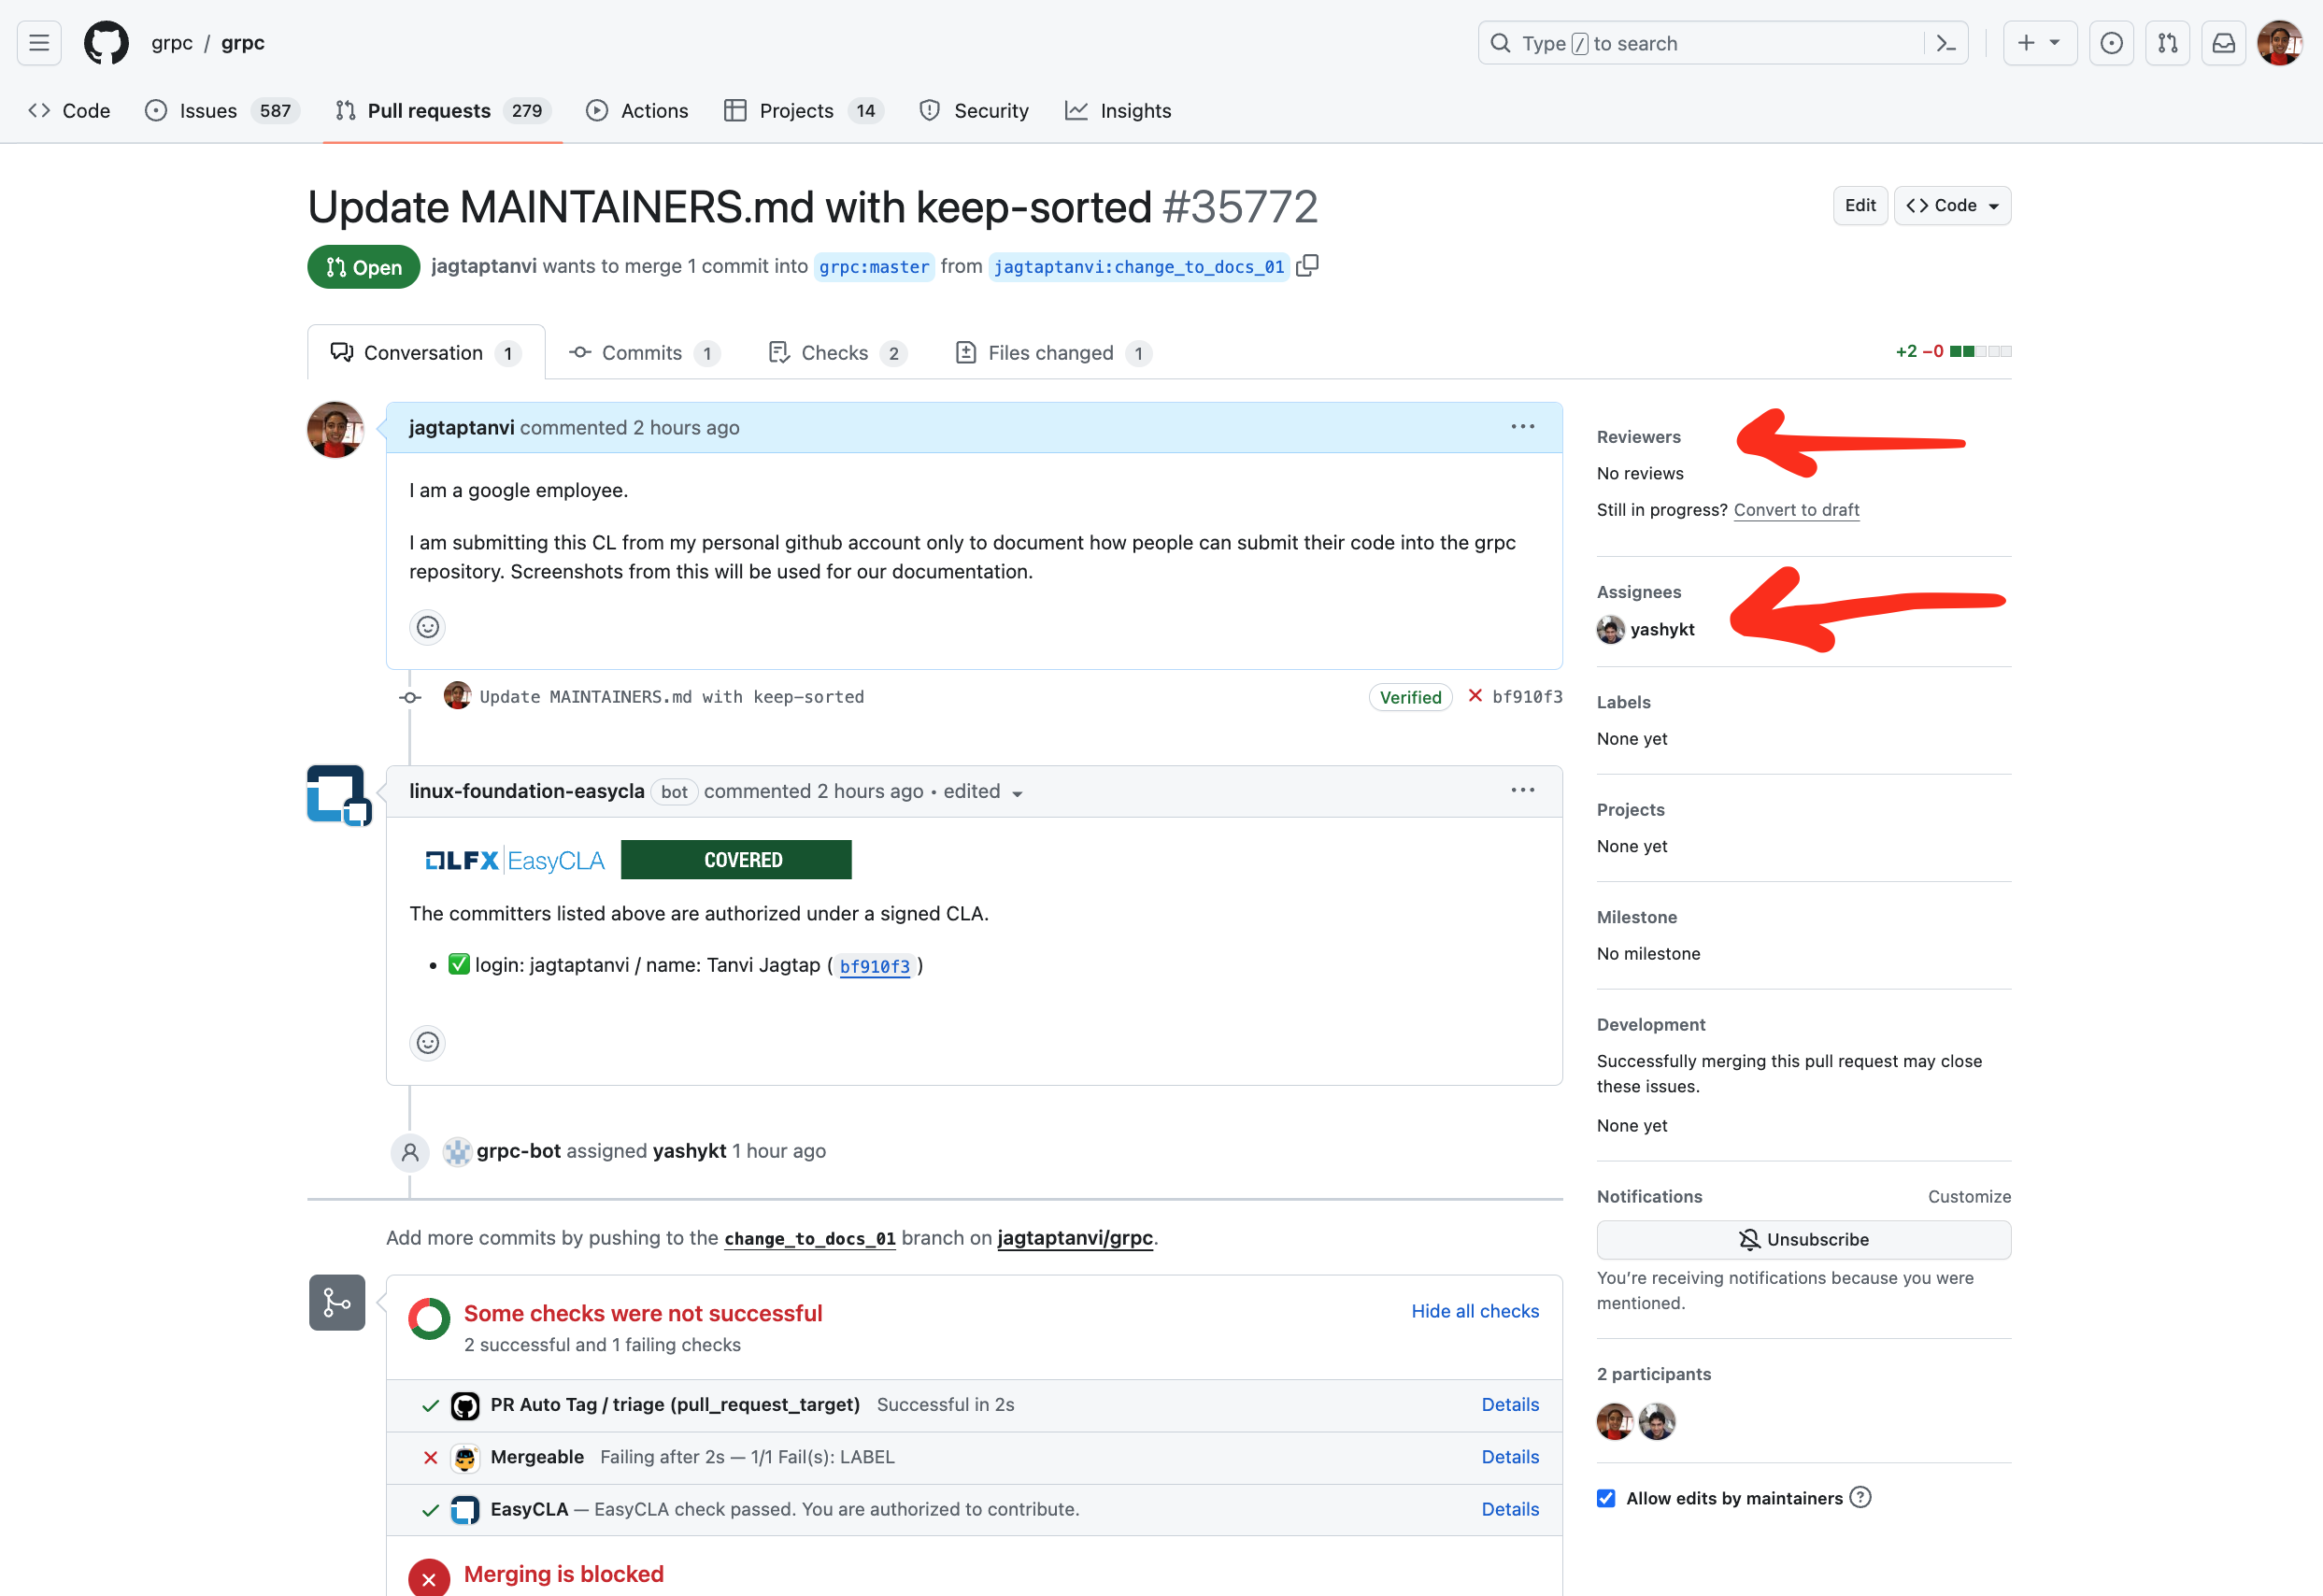 grpc / grpc
Type / to search
Code
Issues 587
Pull requests 279
Actions
Projects 14
Security
Insights
Update MAINTAINERS.md with keep-sorted #35772
Edit
Code
Open
jagtaptanvi wants to merge 1 commit into grpc:master from jagtaptanvi:change_to_docs_01
Conversation 1
Commits 1
Checks 2
Files changed 1
+2 −0
jagtaptanvi commented 2 hours ago
I am a google employee.
I am submitting this CL from my personal github account only to document how people can submit their code into the grpc
repository. Screenshots from this will be used for our documentation.
Update MAINTAINERS.md with keep-sorted
Verified
bf910f3
linux-foundation-easycla bot commented 2 hours ago • edited
LFX EasyCLA COVERED
The committers listed above are authorized under a signed CLA.
• ✅ login: jagtaptanvi / name: Tanvi Jagtap ( bf910f3 )
grpc-bot assigned yashykt 1 hour ago
Add more commits by pushing to the change_to_docs_01 branch on jagtaptanvi/grpc.
Some checks were not successful
Hide all checks
2 successful and 1 failing checks
PR Auto Tag / triage (pull_request_target) Successful in 2s
Details
Mergeable Failing after 2s — 1/1 Fail(s): LABEL
Details
EasyCLA — EasyCLA check passed. You are authorized to contribute.
Details
Merging is blocked
Reviewers
No reviews
Still in progress? Convert to draft
Assignees
yashykt
Labels
None yet
Projects
None yet
Milestone
No milestone
Development
Successfully merging this pull request may close
these issues.
None yet
Notifications
Customize
Unsubscribe
You're receiving notifications because you were
mentioned.
2 participants
Allow edits by maintainers ?